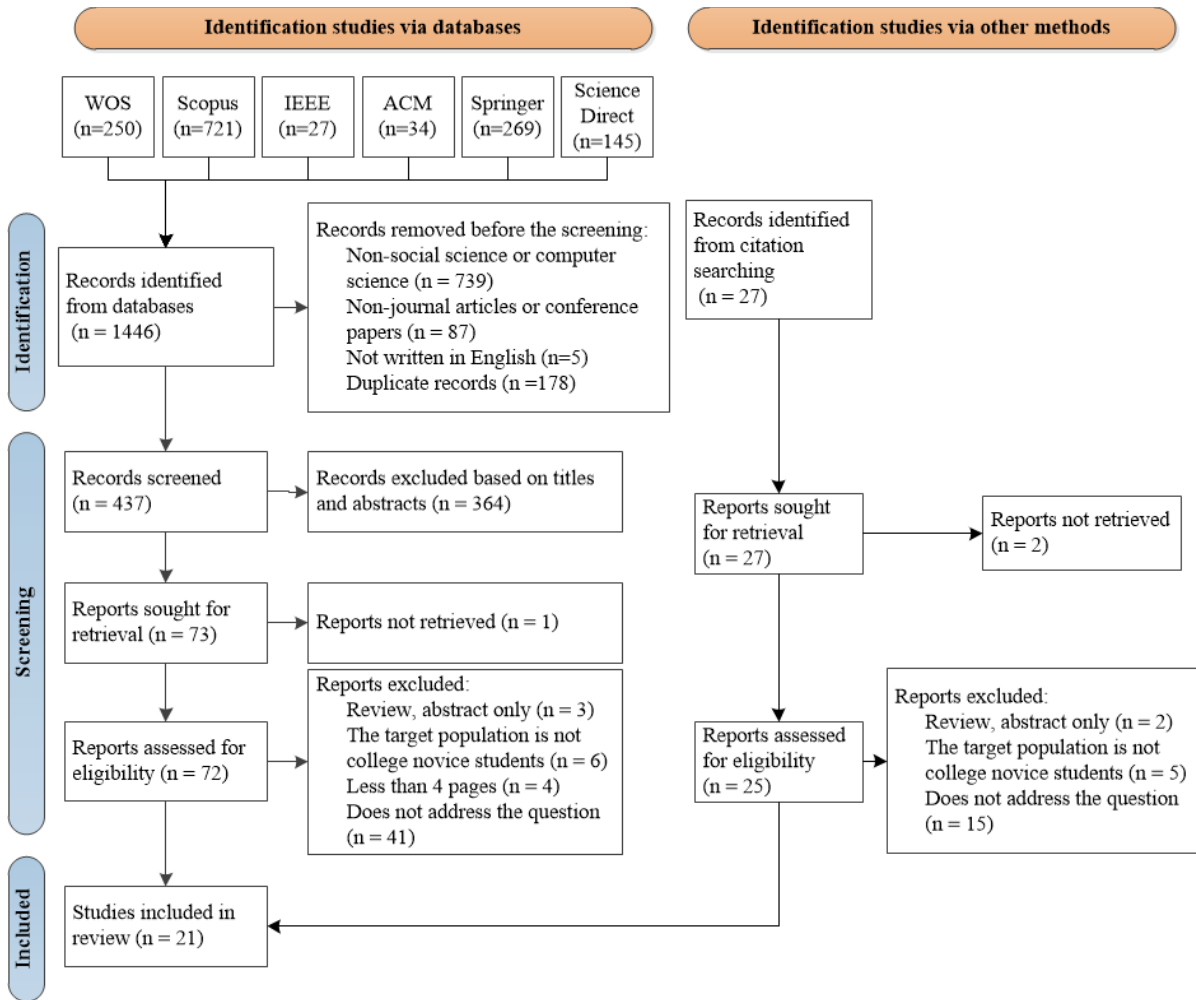 Identification studies via databases
Identification studies via other methods
WOS
(n=250)
Scopus
(n=721)
IEEE
(n=27)
ACM
(n=34)
Springer
(n=269)
Science
Direct
(n=145)
Identification
Records identified
from databases
(n = 1446)
Records removed before the screening:
Non-social science or computer
science (n = 739)
Non-journal articles or conference
papers (n = 87)
Not written in English (n=5)
Duplicate records (n =178)
Records identified
from citation
searching
(n = 27)
Screening
Records screened
(n = 437)
Records excluded based on titles
and abstracts (n = 364)
Reports sought
for retrieval
(n = 27)
Reports not retrieved
(n = 2)
Reports sought for
retrieval (n = 73)
Reports not retrieved (n = 1)
Reports assessed for
eligibility (n = 72)
Reports excluded:
Review, abstract only (n = 3)
The target population is not
college novice students (n = 6)
Less than 4 pages (n = 4)
Does not address the question
(n = 41)
Reports assessed
for eligibility
(n = 25)
Reports excluded:
Review, abstract only (n = 2)
The target population is not
college novice students (n = 5)
Does not address the question
(n = 15)
Included
Studies included in
review (n = 21)